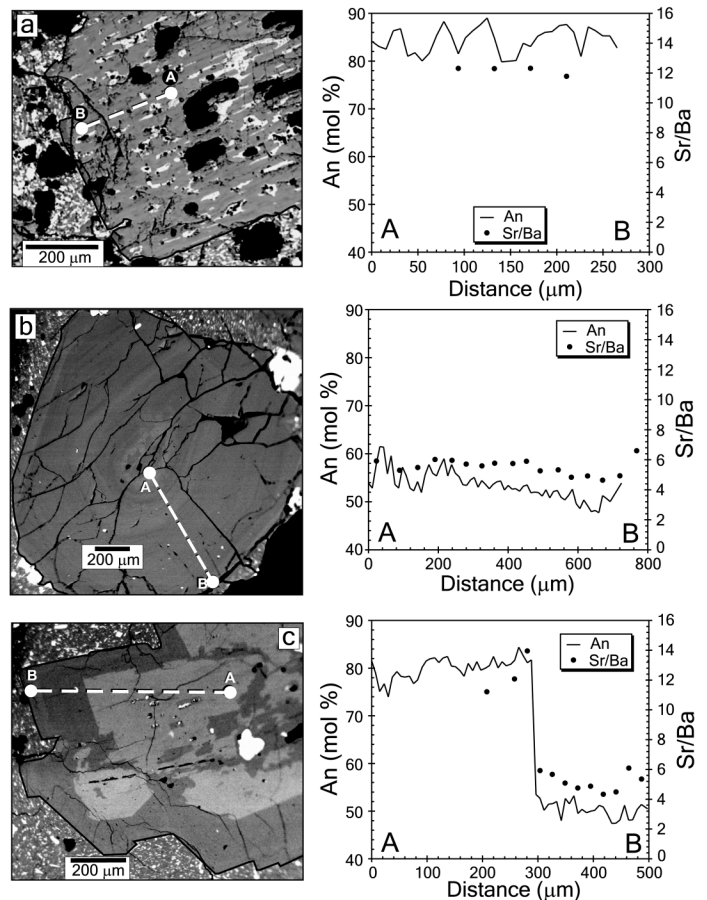 a
A
B
200 µm
90
80
70
60
50
40
An (mol %)
16
14
12
10
8
6
4
2
0
Sr/Ba
An
Sr/Ba
A
B
0 50 100 150 200 250 300
Distance (µm)
b
A
B
200 µm
90
80
70
60
50
40
An (mol %)
16
14
12
10
8
6
4
2
0
Sr/Ba
An
Sr/Ba
A
B
0 200 400 600 800
Distance (µm)
c
B
A
200 µm
90
80
70
60
50
40
An (mol %)
16
14
12
10
8
6
4
2
0
Sr/Ba
An
Sr/Ba
A
B
0 100 200 300 400 500
Distance (µm)